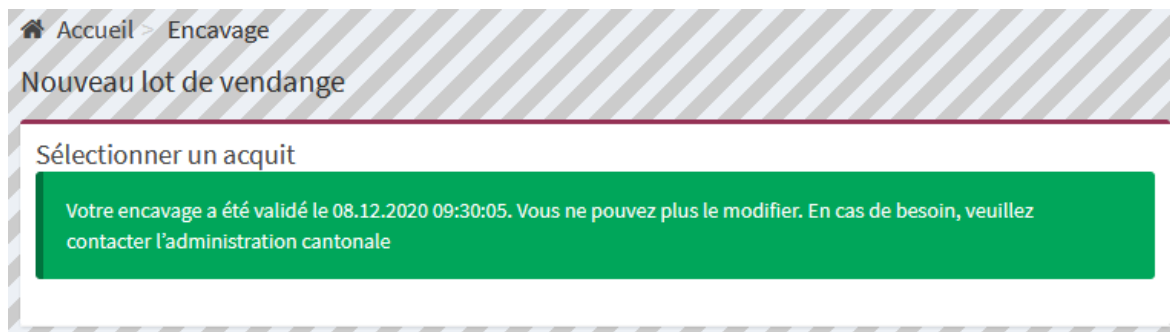 Accueil > Encavage
Nouveau lot de vendange
Sélectionner un acquit
Votre encavage a été validé le 08.12.2020 09:30:05. Vous ne pouvez plus le modifier. En cas de besoin, veuillez
contacter l’administration cantonale